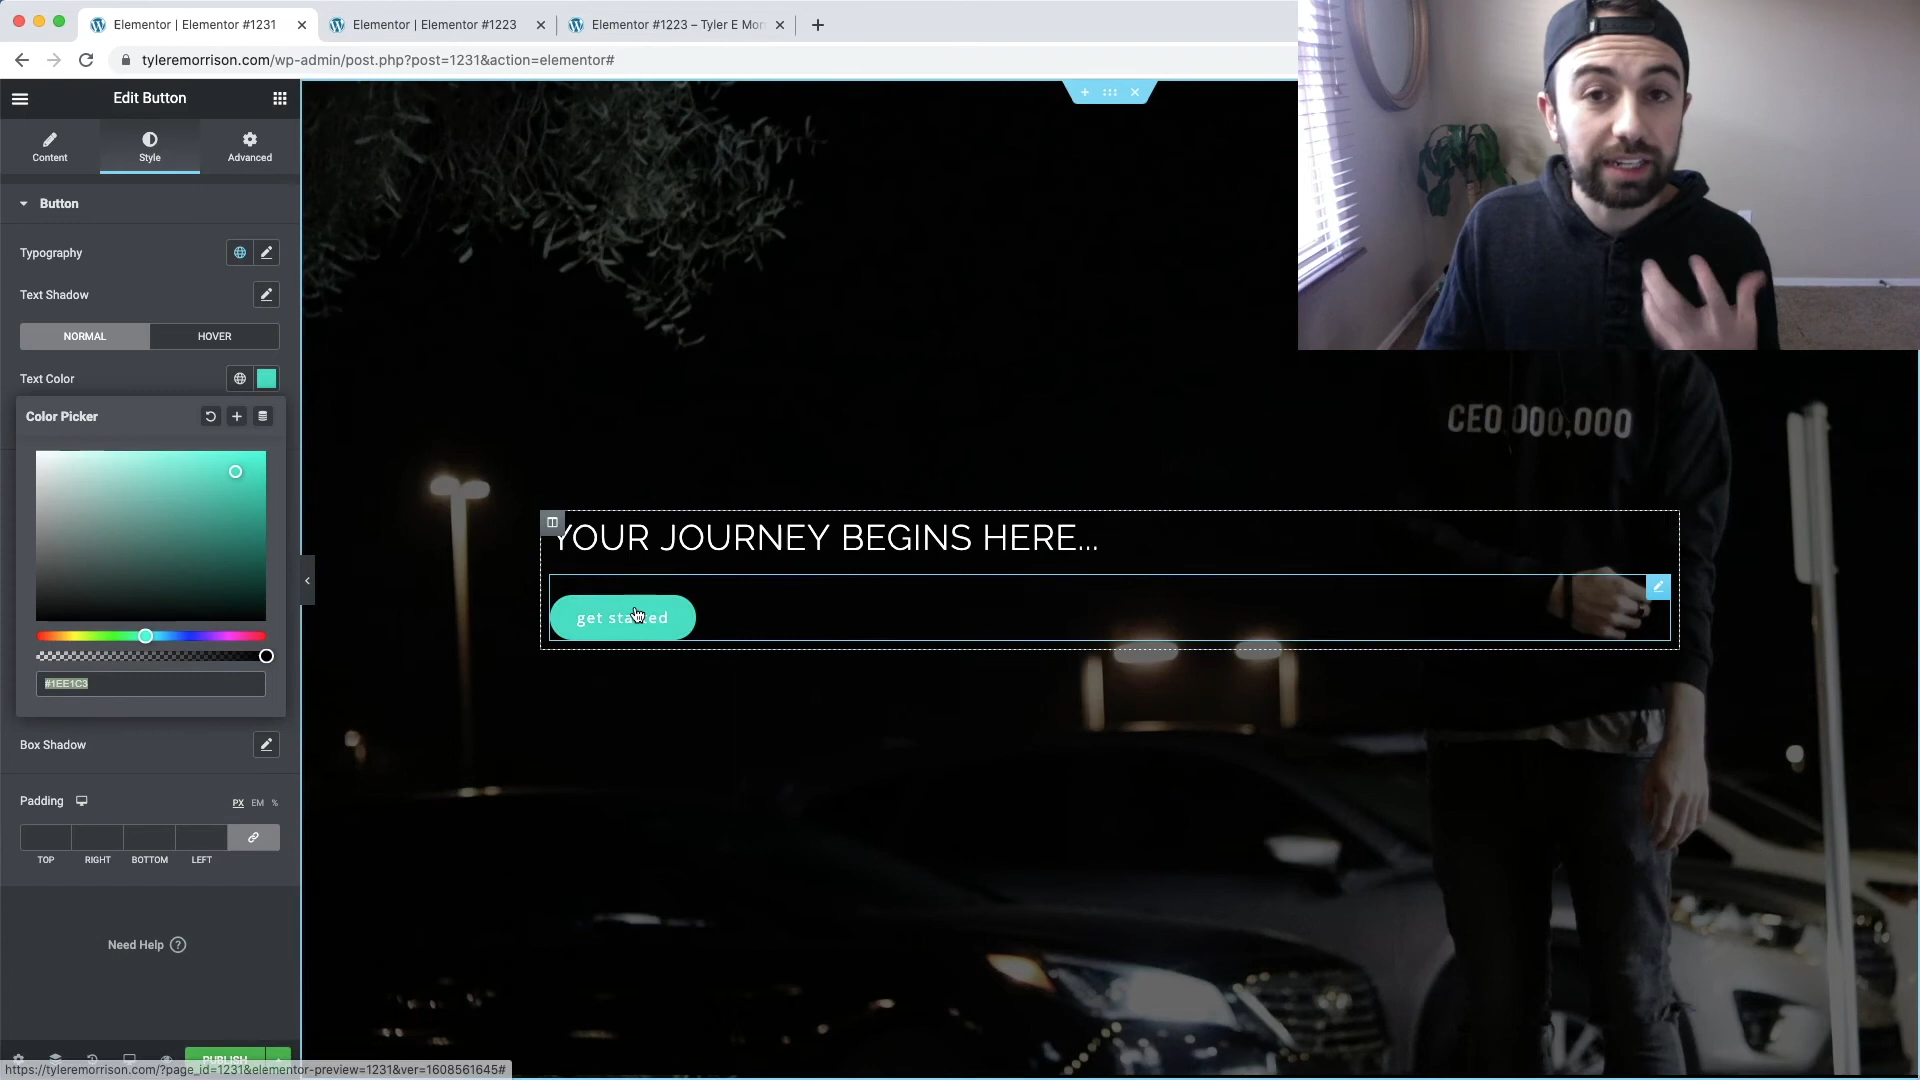 Elementor | Elementor #1231
Elementor | Elementor #1223
Elementor #1223 – Tyler E Mor
tyleremorrison.com/wp-admin/post.php?post=1231&action=elementor#
Edit Button
Content
Style
Advanced
Button
Typography
Text Shadow
NORMAL
HOVER
Text Color
Color Picker
#1EE1C3
Box Shadow
Padding
PX EM %
TOP RIGHT BOTTOM LEFT
Need Help ?
PUBLISH
https://tyleremorrison.com/?page_id=1231&elementor-preview=1231&ver=1608561645#
CEO,000,000
YOUR JOURNEY BEGINS HERE...
get started